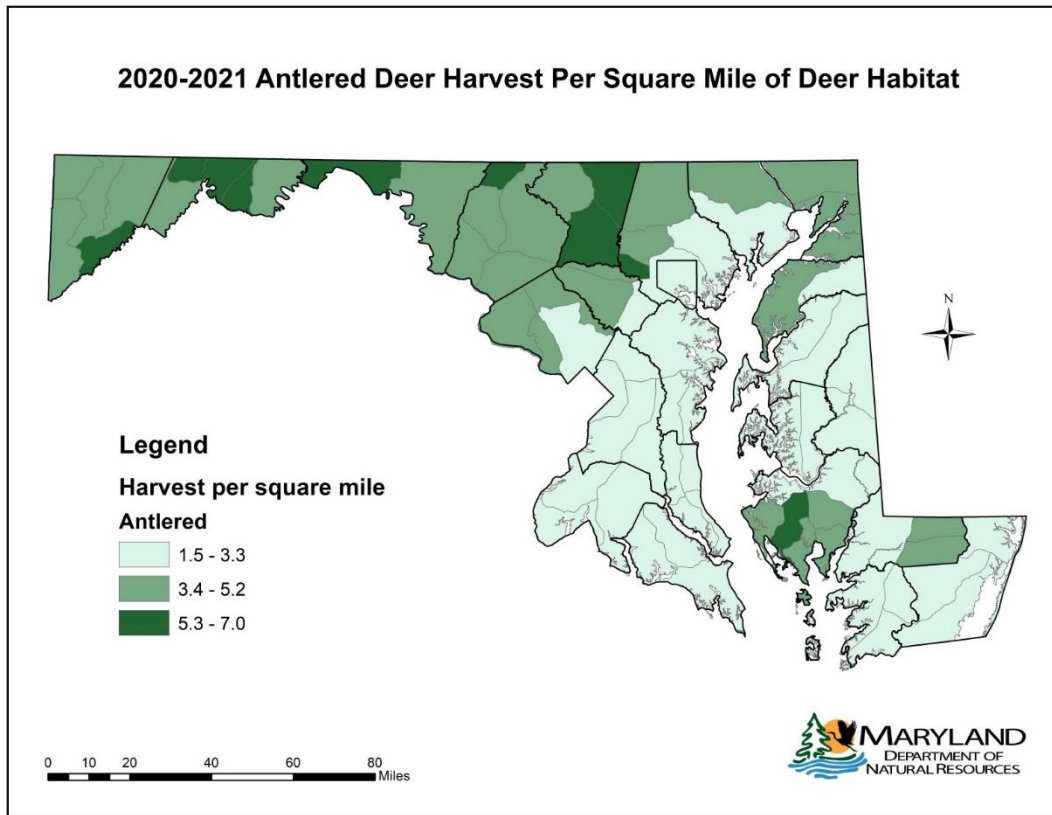 2020-2021 Antlered Deer Harvest Per Square Mile of Deer Habitat
N
Legend
Harvest per square mile
Antlered
1.5 - 3.3
3.4 - 5.2
5.3 - 7.0
0 10 20 40 60 80
Miles
MARYLAND
DEPARTMENT OF
NATURAL RESOURCES